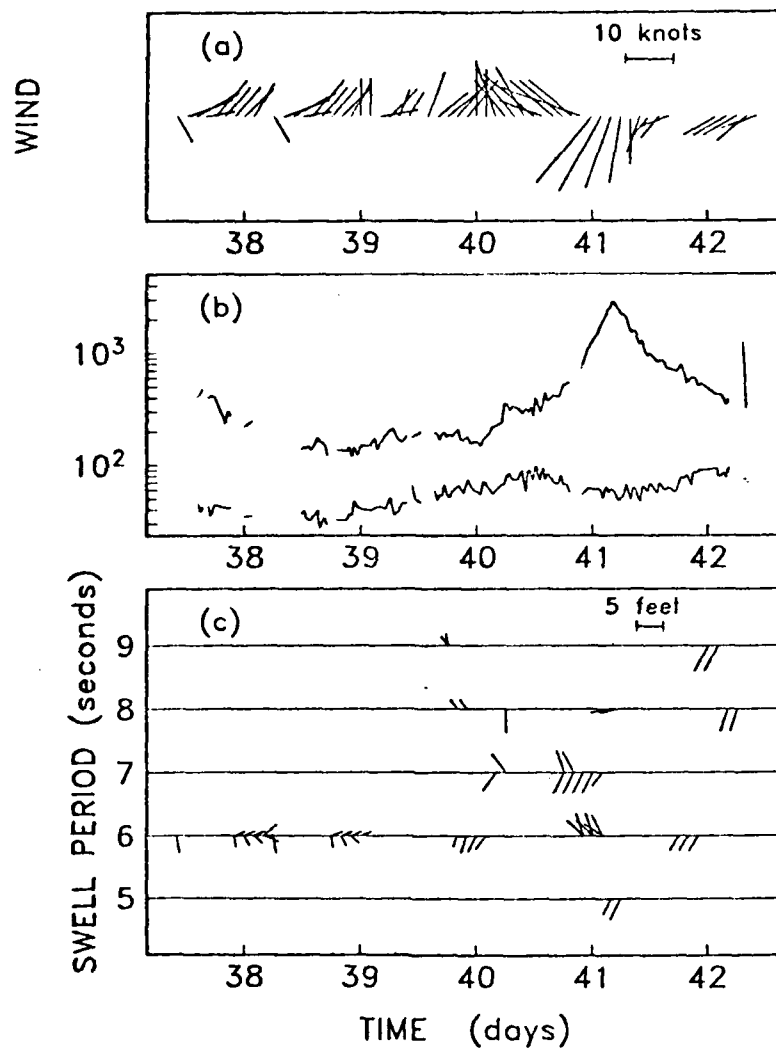 (a)
10 knots
WIND
38 39 40 41 42
(b)
10³
10²
38 39 40 41 42
(c)
5 feet
SWELL PERIOD (seconds)
9
8
7
6
5
38 39 40 41 42
TIME (days)